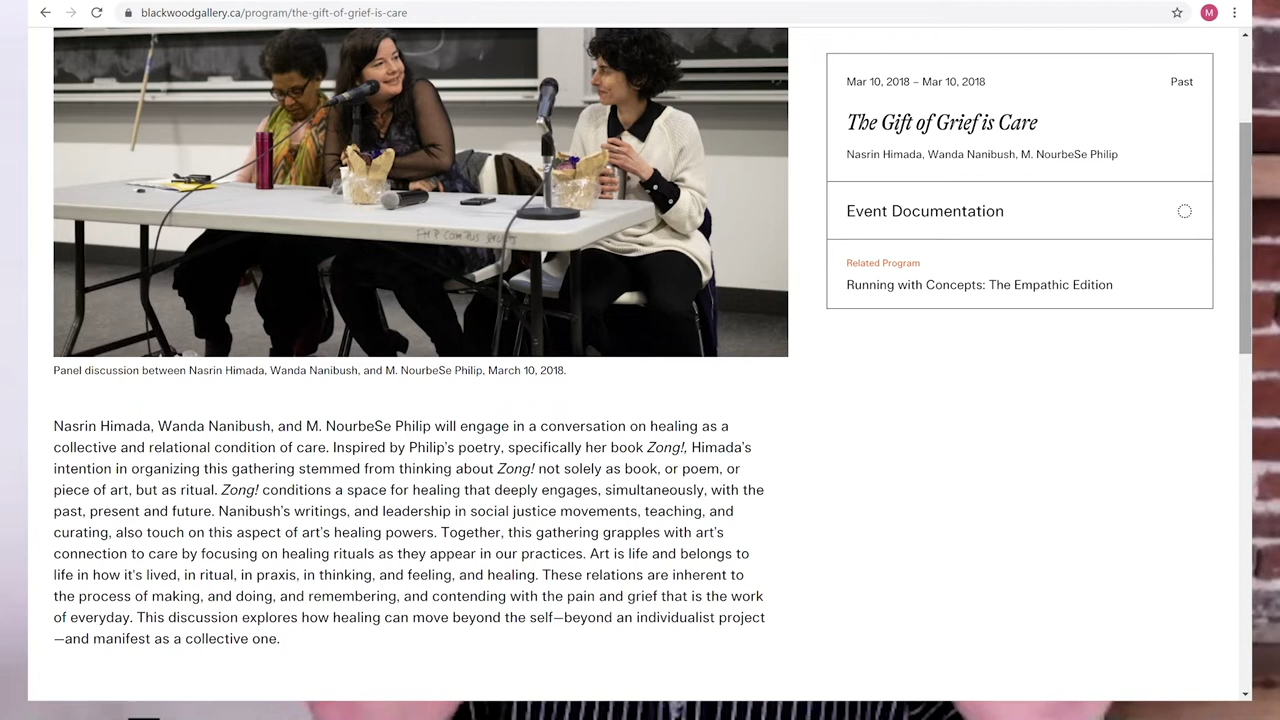 blackwoodgallery.ca/program/the-gift-of-grief-is-care
M
Mar 10, 2018 – Mar 10, 2018
Past
The Gift of Grief is Care
Nasrin Himada, Wanda Nanibush, M. NourbeSe Philip
Event Documentation
Related Program
Running with Concepts: The Empathic Edition
Panel discussion between Nasrin Himada, Wanda Nanibush, and M. NourbeSe Philip, March 10, 2018.
Nasrin Himada, Wanda Nanibush, and M. NourbeSe Philip will engage in a conversation on healing as a
collective and relational condition of care. Inspired by Philip's poetry, specifically her book Zong!, Himada's
intention in organizing this gathering stemmed from thinking about Zong! not solely as book, or poem, or
piece of art, but as ritual. Zong! conditions a space for healing that deeply engages, simultaneously, with the
past, present and future. Nanibush's writings, and leadership in social justice movements, teaching, and
curating, also touch on this aspect of art's healing powers. Together, this gathering grapples with art's
connection to care by focusing on healing rituals as they appear in our practices. Art is life and belongs to
life in how it's lived, in ritual, in praxis, in thinking, and feeling, and healing. These relations are inherent to
the process of making, and doing, and remembering, and contending with the pain and grief that is the work
of everyday. This discussion explores how healing can move beyond the self—beyond an individualist project
—and manifest as a collective one.